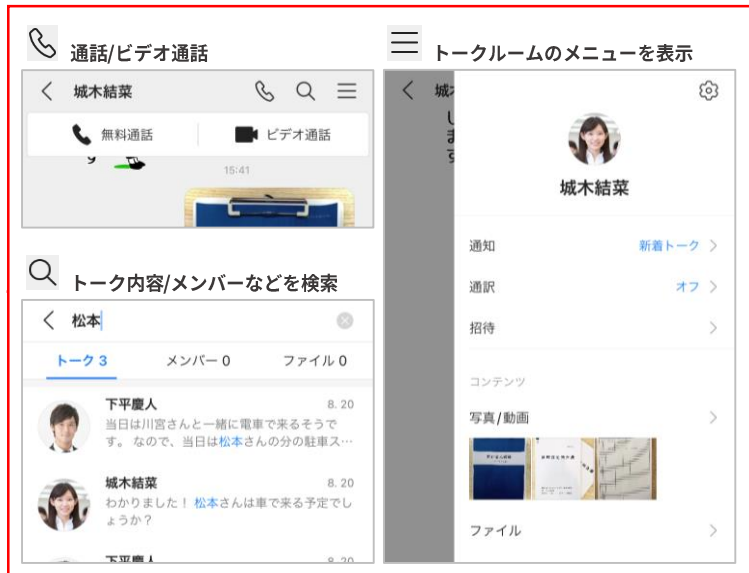 通話/ビデオ通話
城木結菜
無料通話
ビデオ通話
15:41
トーク内容/メンバーなどを検索
松本
トーク 3 メンバー 0 ファイル 0
下平慶人 8. 20
当日は川宮さんと一緒に電車で来るそうで
す。 なので、当日は松本さんの分の駐車ス…
城木結菜 8. 20
わかりました！ 松本さんは車で来る予定でし
ょうか？
下平慶人 8. 20
トークルームのメニューを表示
城木結菜
通知 新着トーク
通訳 オフ
招待
コンテンツ
写真/動画
ファイル